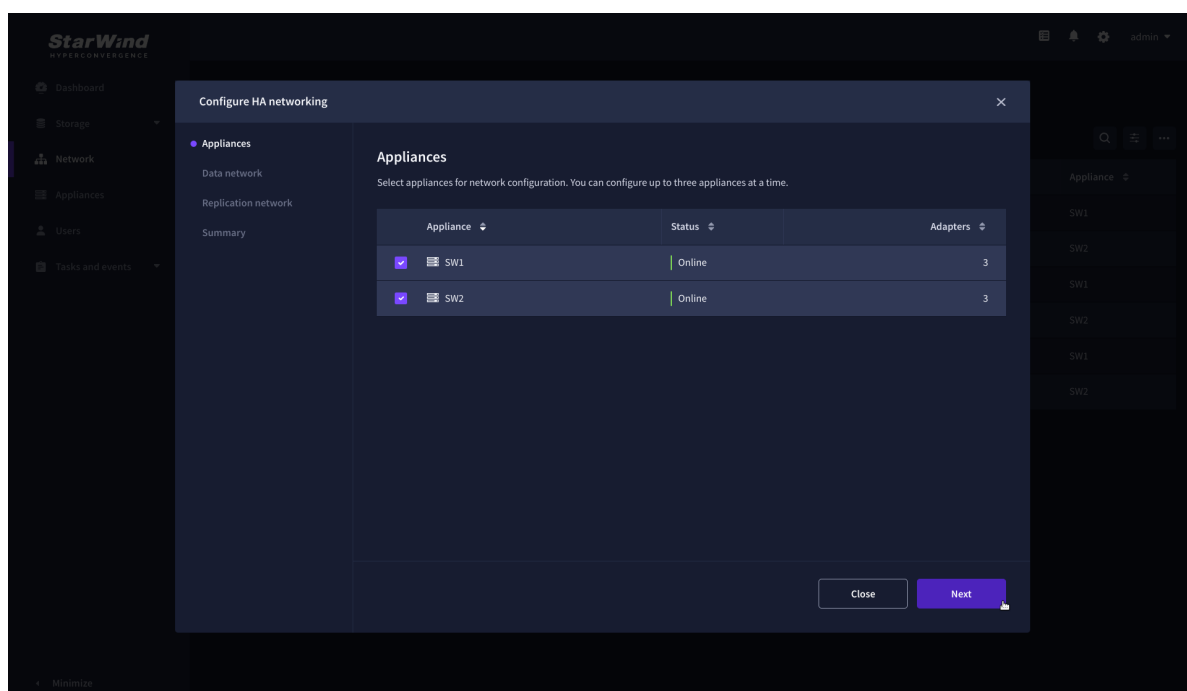 StarWind
HYPERCONVERGENCE
admin
Dashboard
Storage
Network
Appliances
Users
Tasks and events
Minimize
Configure HA networking
Appliances
Data network
Replication network
Summary
Appliances
Select appliances for network configuration. You can configure up to three appliances at a time.
Appliance Status Adapters
SW1 Online 3
SW2 Online 3
Close Next
Appliance
SW1
SW2
SW1
SW2
SW1
SW2